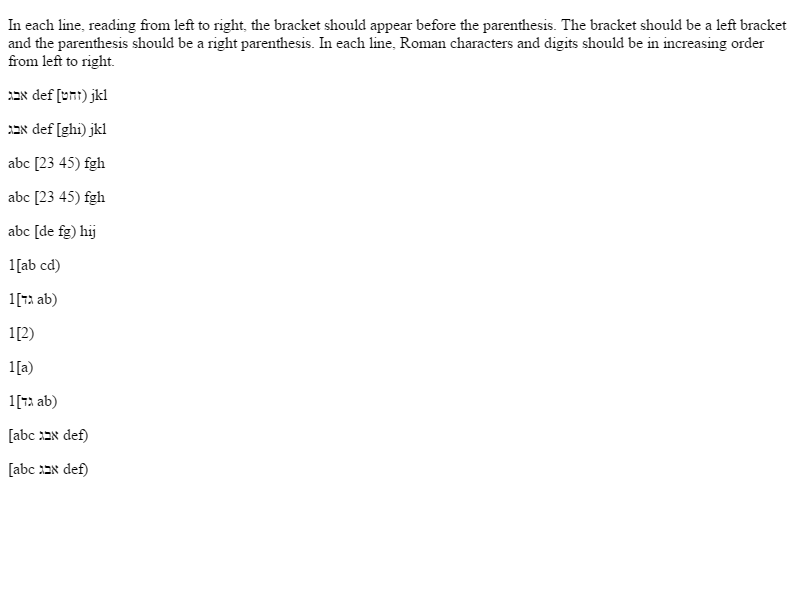 In each line, reading from left to right, the bracket should appear before the parenthesis. The bracket should be a left bracket
and the parenthesis should be a right parenthesis. In each line, Roman characters and digits should be in increasing order
from left to right.
אבג def [זחט) jkl
אבג def [ghi) jkl
abc [23 45) fgh
abc [23 45) fgh
abc [de fg) hij
1[ab cd)
1[גד ab)
1[2)
1[a)
1[גד ab)
[abc אבג def)
[abc אבג def)